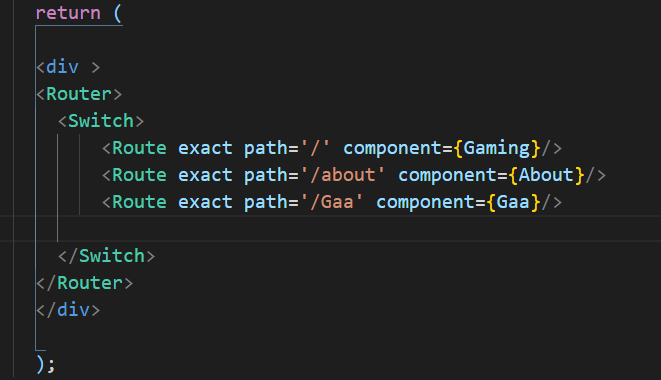 return (
<div >
<Router>
<Switch>
<Route exact path='/' component={Gaming}/>
<Route exact path='/about' component={About}/>
<Route exact path='/Gaa' component={Gaa}/>
</Switch>
</Router>
</div>
);